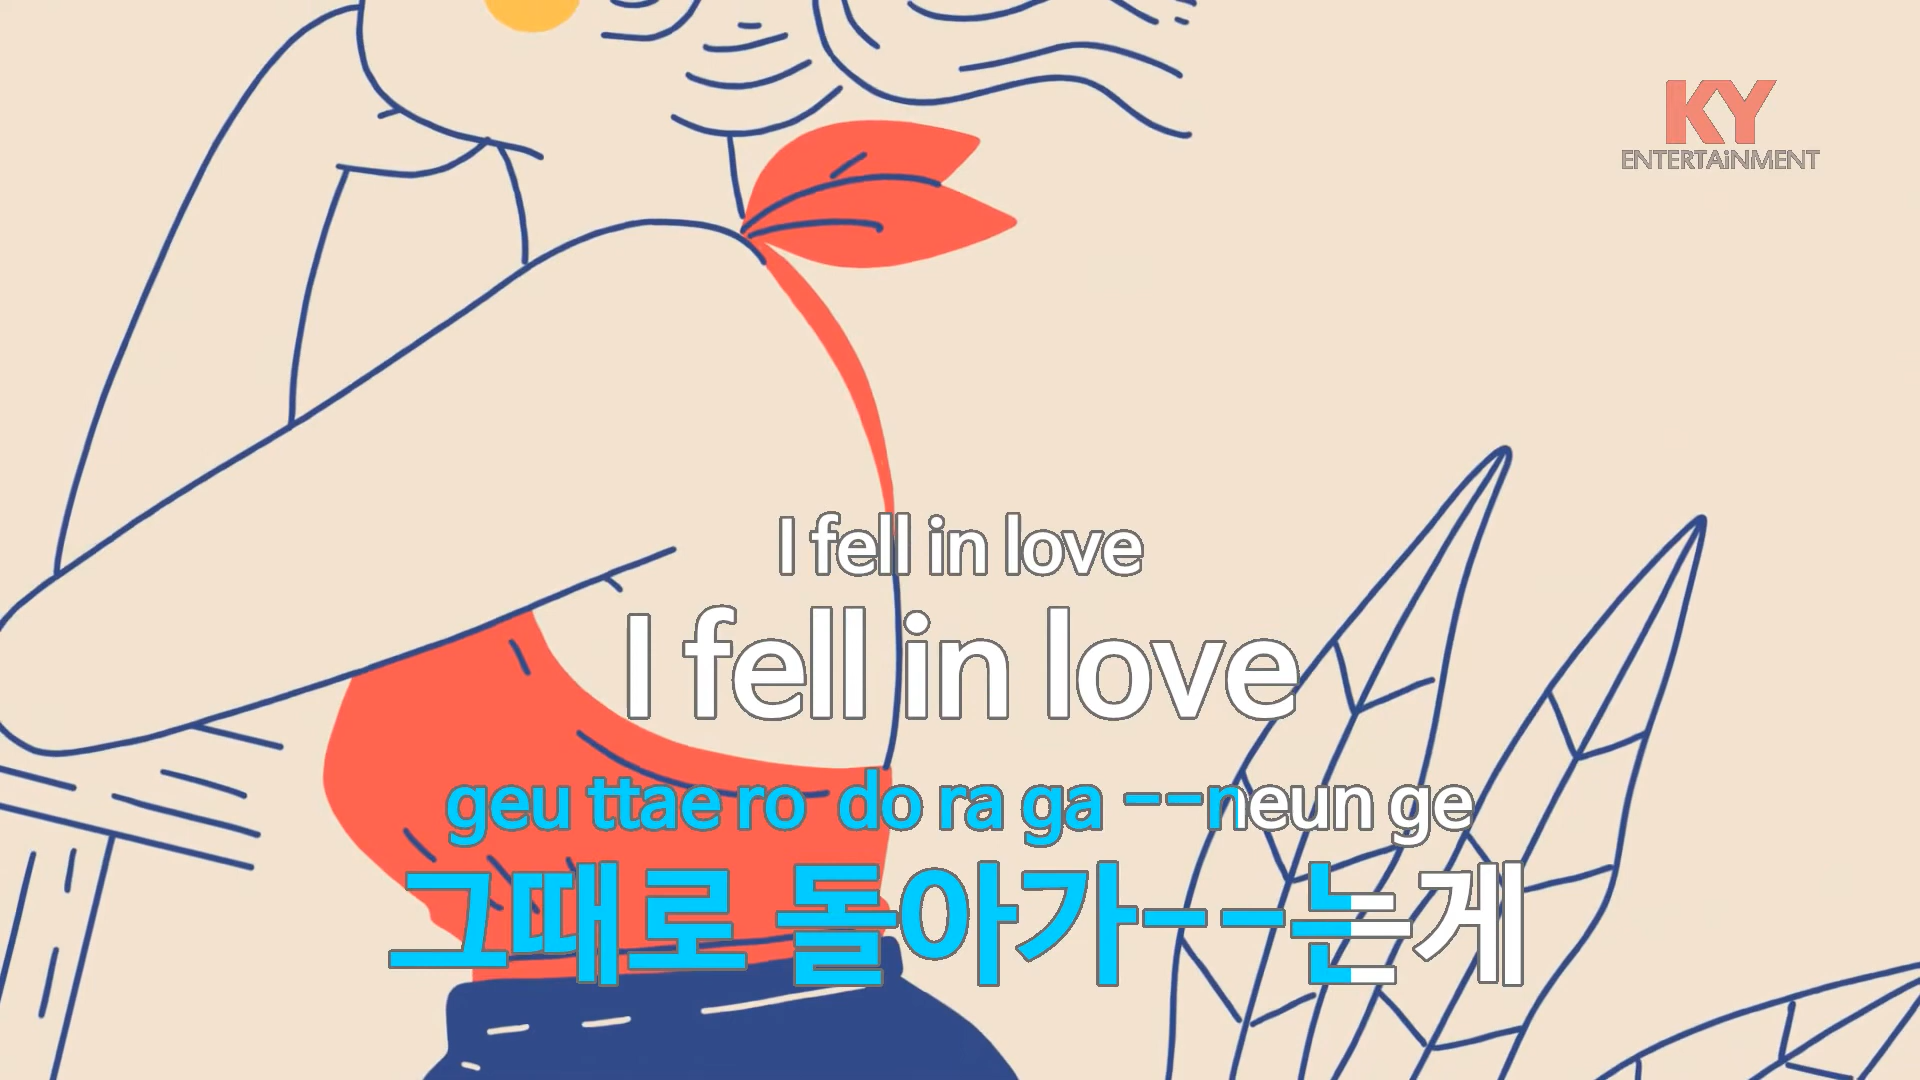 KY
ENTERTAiNMENT
I fell in love
I fell in love
geu ttae ro do ra ga --neun ge
그때로 돌아가--는게